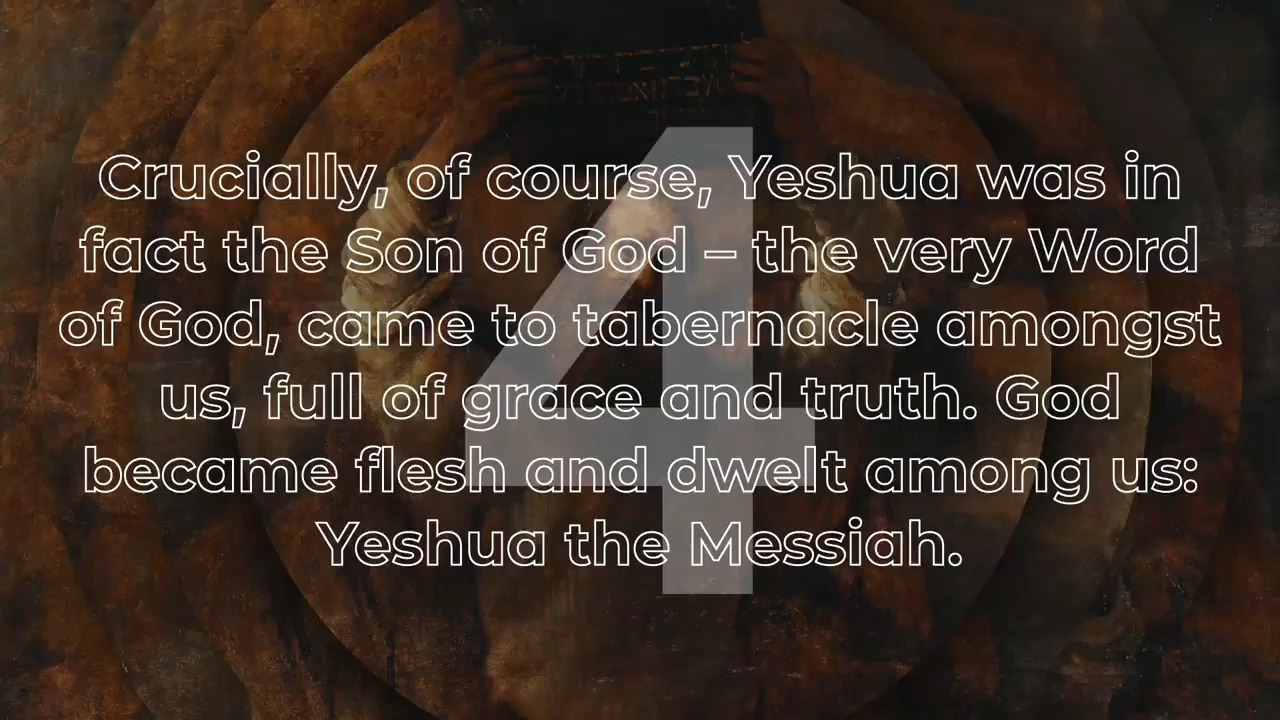 Crucially, of course, Yeshua was in
fact the Son of God – the very Word
of God, came to tabernacle amongst
us, full of grace and truth. God
became flesh and dwelt among us:
Yeshua the Messiah.
4